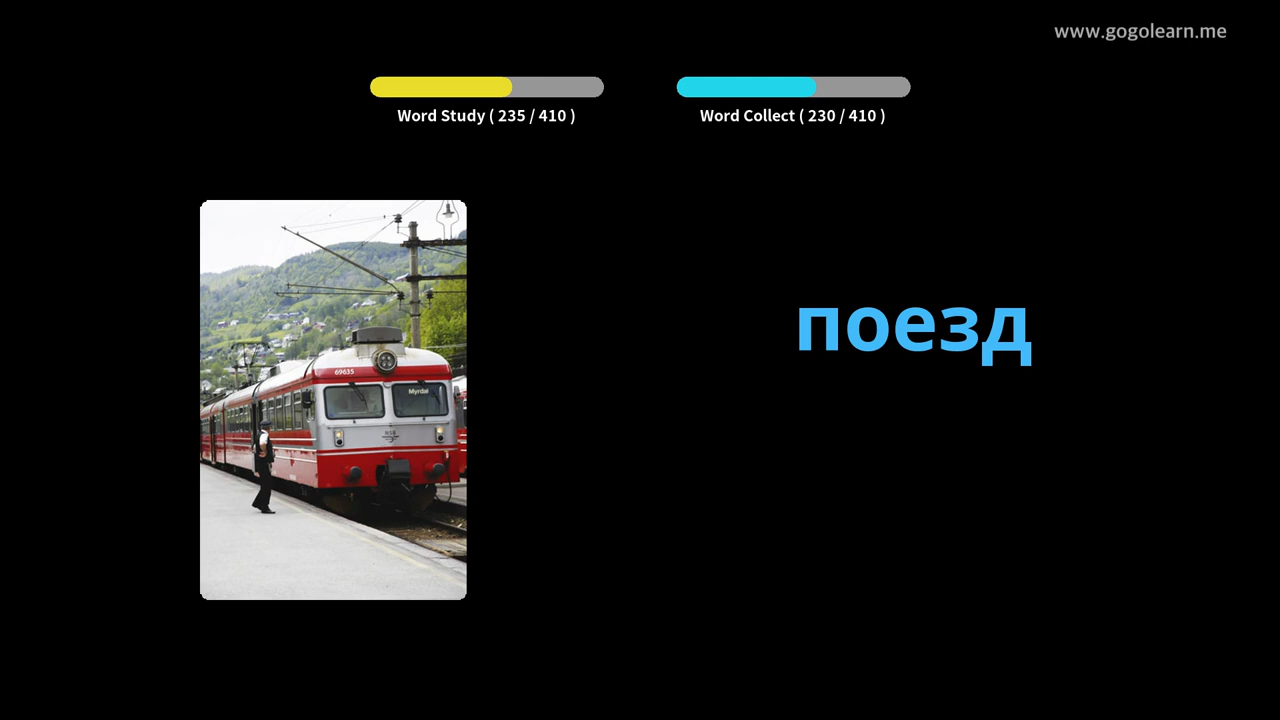 www.gogolearn.me
Word Study ( 235 / 410 )
Word Collect ( 230 / 410 )
поезд
69635
Myrdal
NSB